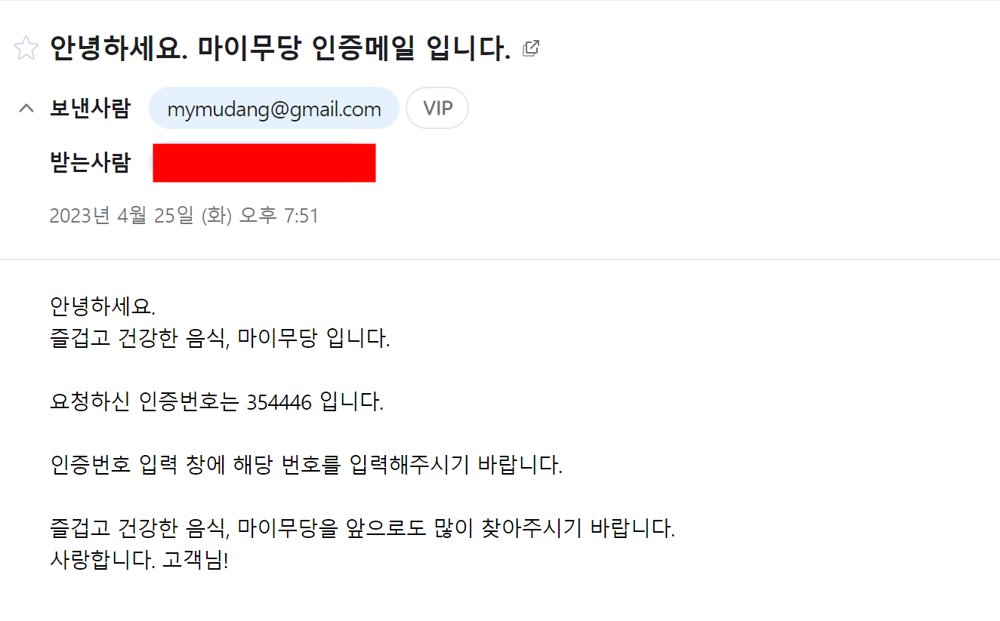 안녕하세요. 마이무당 인증메일 입니다.
보낸사람 mymudang@gmail.com VIP
받는사람
2023년 4월 25일 (화) 오후 7:51
안녕하세요.
즐겁고 건강한 음식, 마이무당 입니다.
요청하신 인증번호는 354446 입니다.
인증번호 입력 창에 해당 번호를 입력해주시기 바랍니다.
즐겁고 건강한 음식, 마이무당을 앞으로도 많이 찾아주시기 바랍니다.
사랑합니다. 고객님!